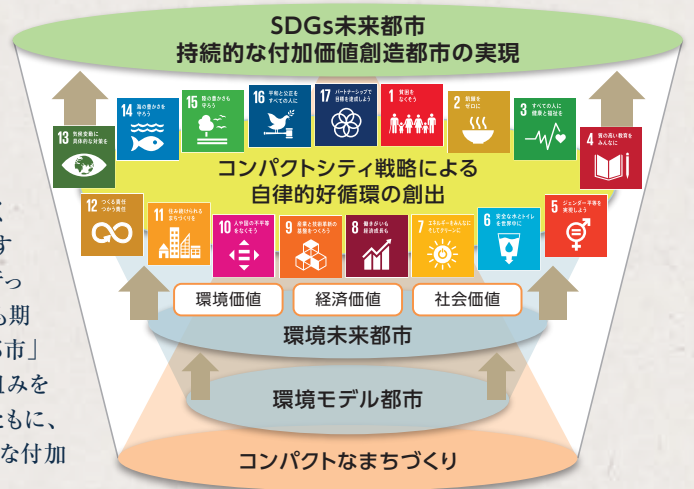 SDGs未来都市
持続的な付加価値創造都市の実現
13 気候変動に
具体的な対策を
14 海の豊かさを
守ろう
15 陸の豊かさも
守ろう
16 平和と公正を
すべての人に
17 パートナーシップで
目標を達成しよう
1 貧困を
なくそう
2 飢餓を
ゼロに
3 すべての人に
健康と福祉を
4 質の高い教育を
みんなに
コンパクトシティ戦略による
自律的好循環の創出
12 つくる責任
つかう責任
11 住み続けられる
まちづくりを
10 人や国の不平等
をなくそう
9 産業と技術革新の
基盤をつくろう
8 働きがいも
経済成長も
7 エネルギーをみんなに
そしてクリーンに
6 安全な水とトイレ
を世界中に
5 ジェンダー平等を
実現しよう
環境価値
経済価値
社会価値
環境未来都市
環境モデル都市
コンパクトなまちづくり
す
も期
市」
組みを
ともに、
な付加